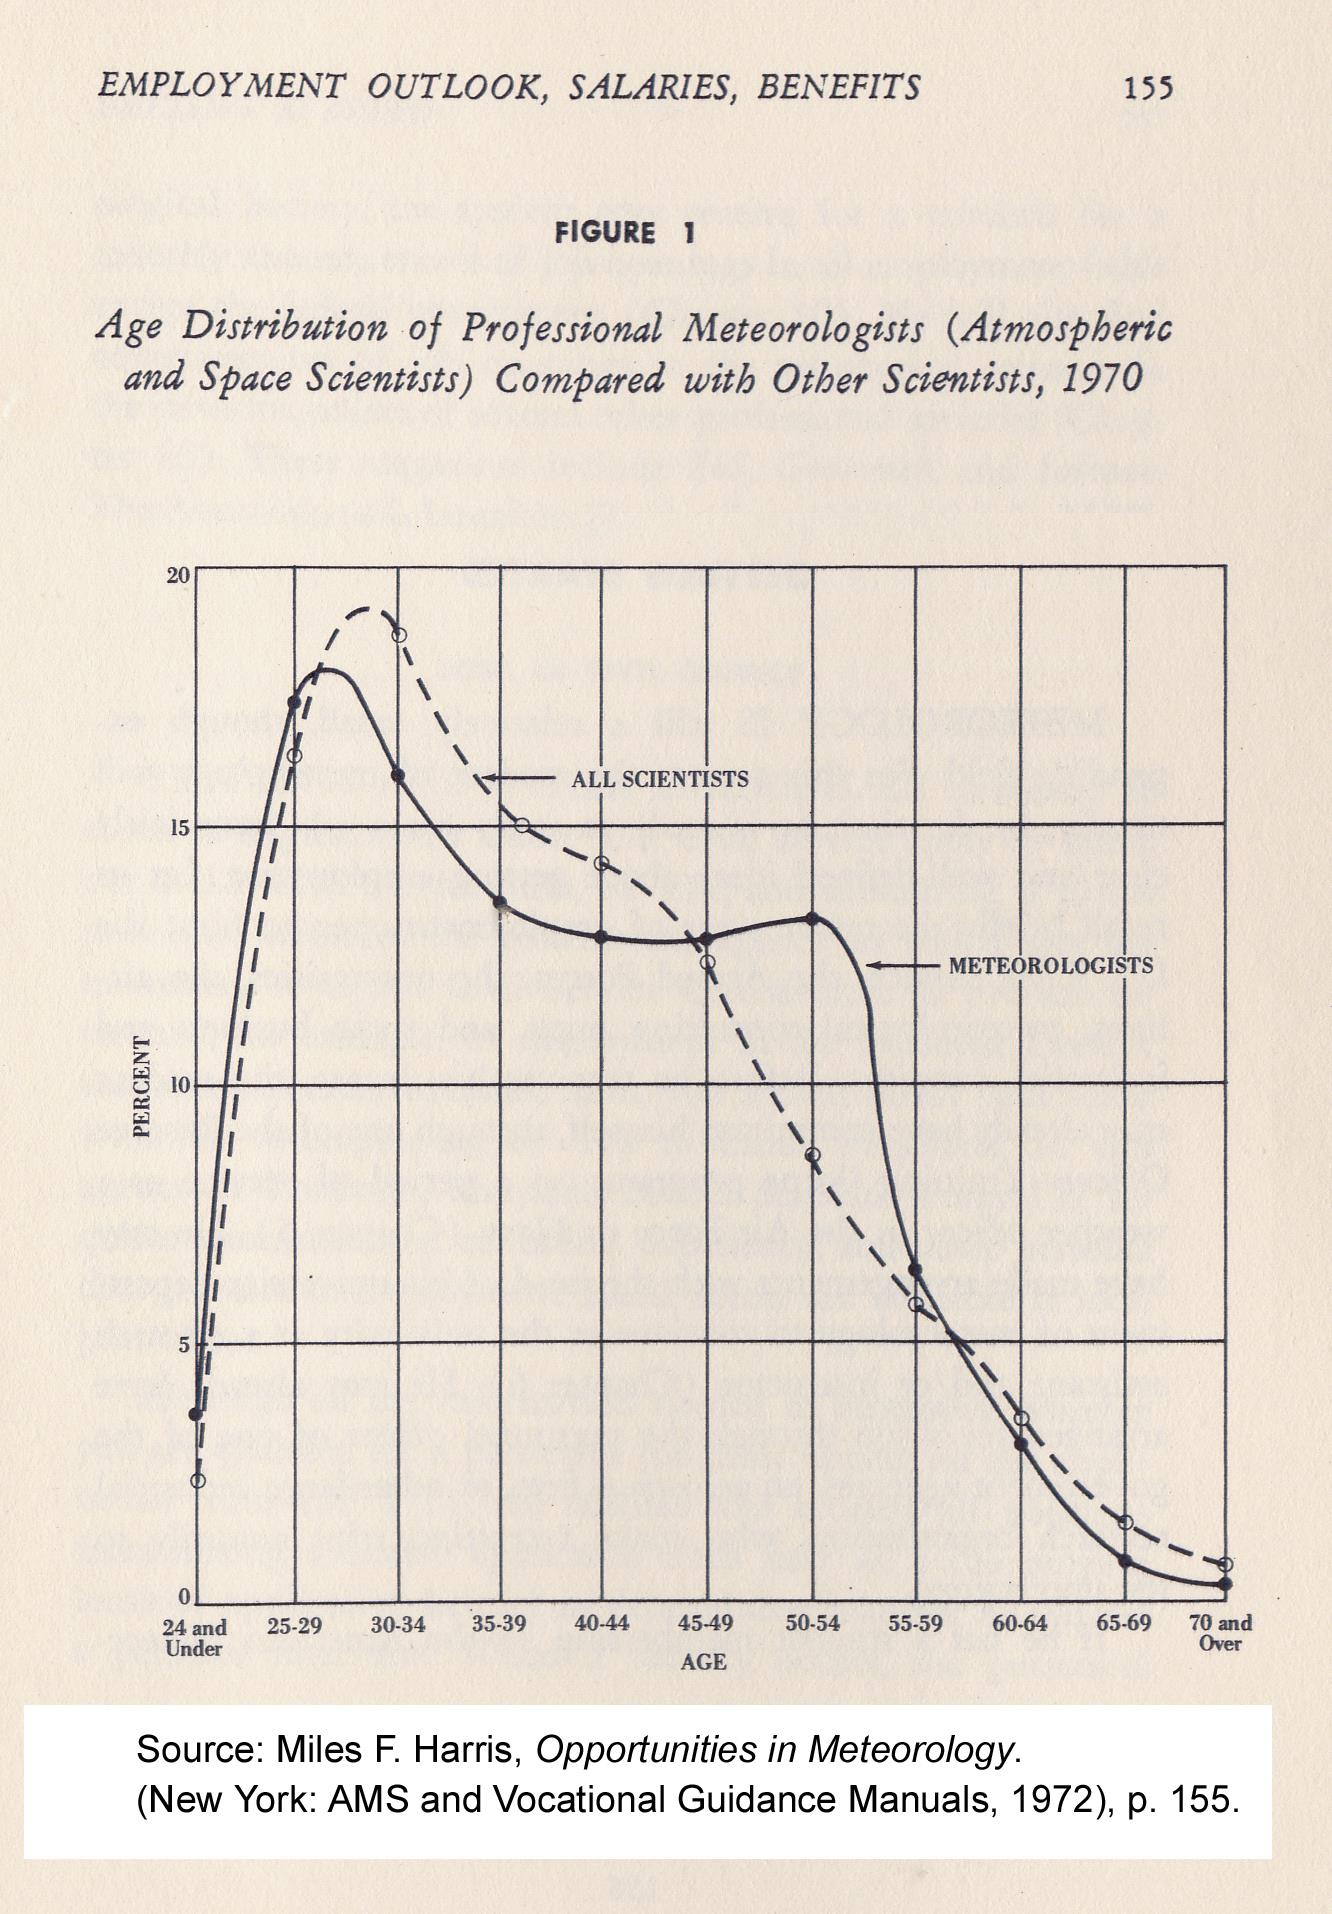 EMPLOYMENT OUTLOOK, SALARIES, BENEFITS 155
FIGURE 1
Age Distribution of Professional Meteorologists (Atmospheric
and Space Scientists) Compared with Other Scientists, 1970
20
ALL SCIENTISTS
15
METEOROLOGISTS
PERCENT
10
5
0
24 and Under 25-29 30-34 35-39 40-44 45-49 50-54 55-59 60-64 65-69 70 and Over
AGE
Source: Miles F. Harris, Opportunities in Meteorology.
(New York: AMS and Vocational Guidance Manuals, 1972), p. 155.